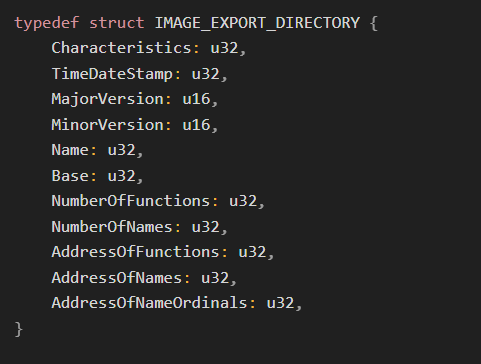 typedef struct IMAGE_EXPORT_DIRECTORY {
    Characteristics: u32,
    TimeDateStamp: u32,
    MajorVersion: u16,
    MinorVersion: u16,
    Name: u32,
    Base: u32,
    NumberOfFunctions: u32,
    NumberOfNames: u32,
    AddressOfFunctions: u32,
    AddressOfNames: u32,
    AddressOfNameOrdinals: u32,
}